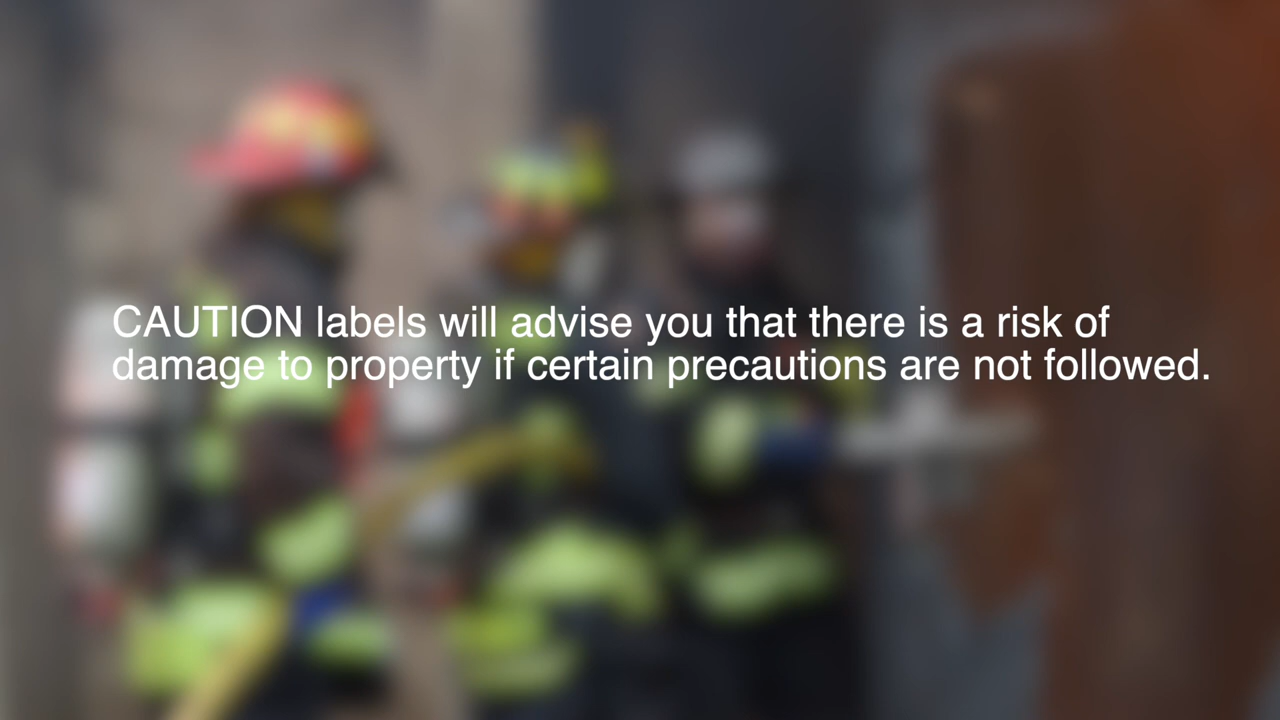 CAUTION labels will advise you that there is a risk of
damage to property if certain precautions are not followed.